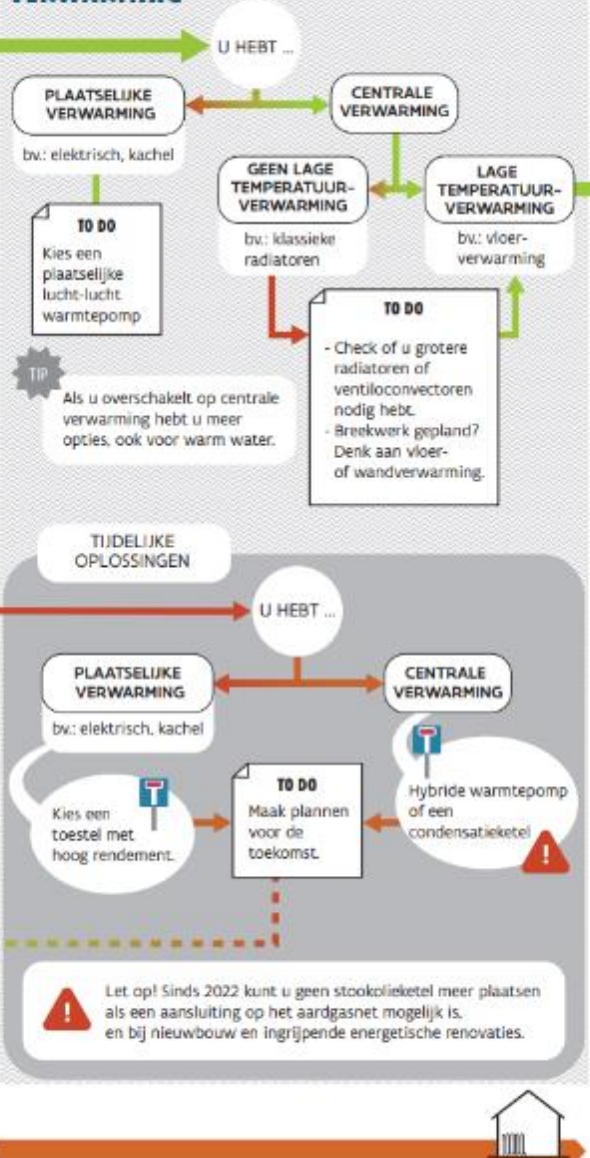 VERWARMING
U HEBT ...
PLAATSELIJKE
VERWARMING
bv.: elektrisch, kachel
CENTRALE
VERWARMING
GEEN LAGE
TEMPERATUUR-
VERWARMING
bv.: klassieke
radiatoren
LAGE
TEMPERATUUR-
VERWARMING
bv.: vloer-
verwarming
TO DO
Kies een
plaatselijke
lucht-lucht
warmtepomp
TO DO
- Check of u grotere
radiatoren of
ventiloconvectoren
nodig hebt.
- Breekwerk gepland?
Denk aan vloer-
of wandverwarming.
TIP
Als u overschakelt op centrale
verwarming hebt u meer
opties, ook voor warm water.
TIJDELIJKE
OPLOSSINGEN
U HEBT ...
PLAATSELIJKE
VERWARMING
bv.: elektrisch, kachel
CENTRALE
VERWARMING
Kies een
toestel met
hoog rendement.
TO DO
Maak plannen
voor de
toekomst.
Hybride warmtepomp
of een
condensatieketel
!
! Let op! Sinds 2022 kunt u geen stookolieketel meer plaatsen
als een aansluiting op het aardgasnet mogelijk is,
en bij nieuwbouw en ingrijpende energetische renovaties.